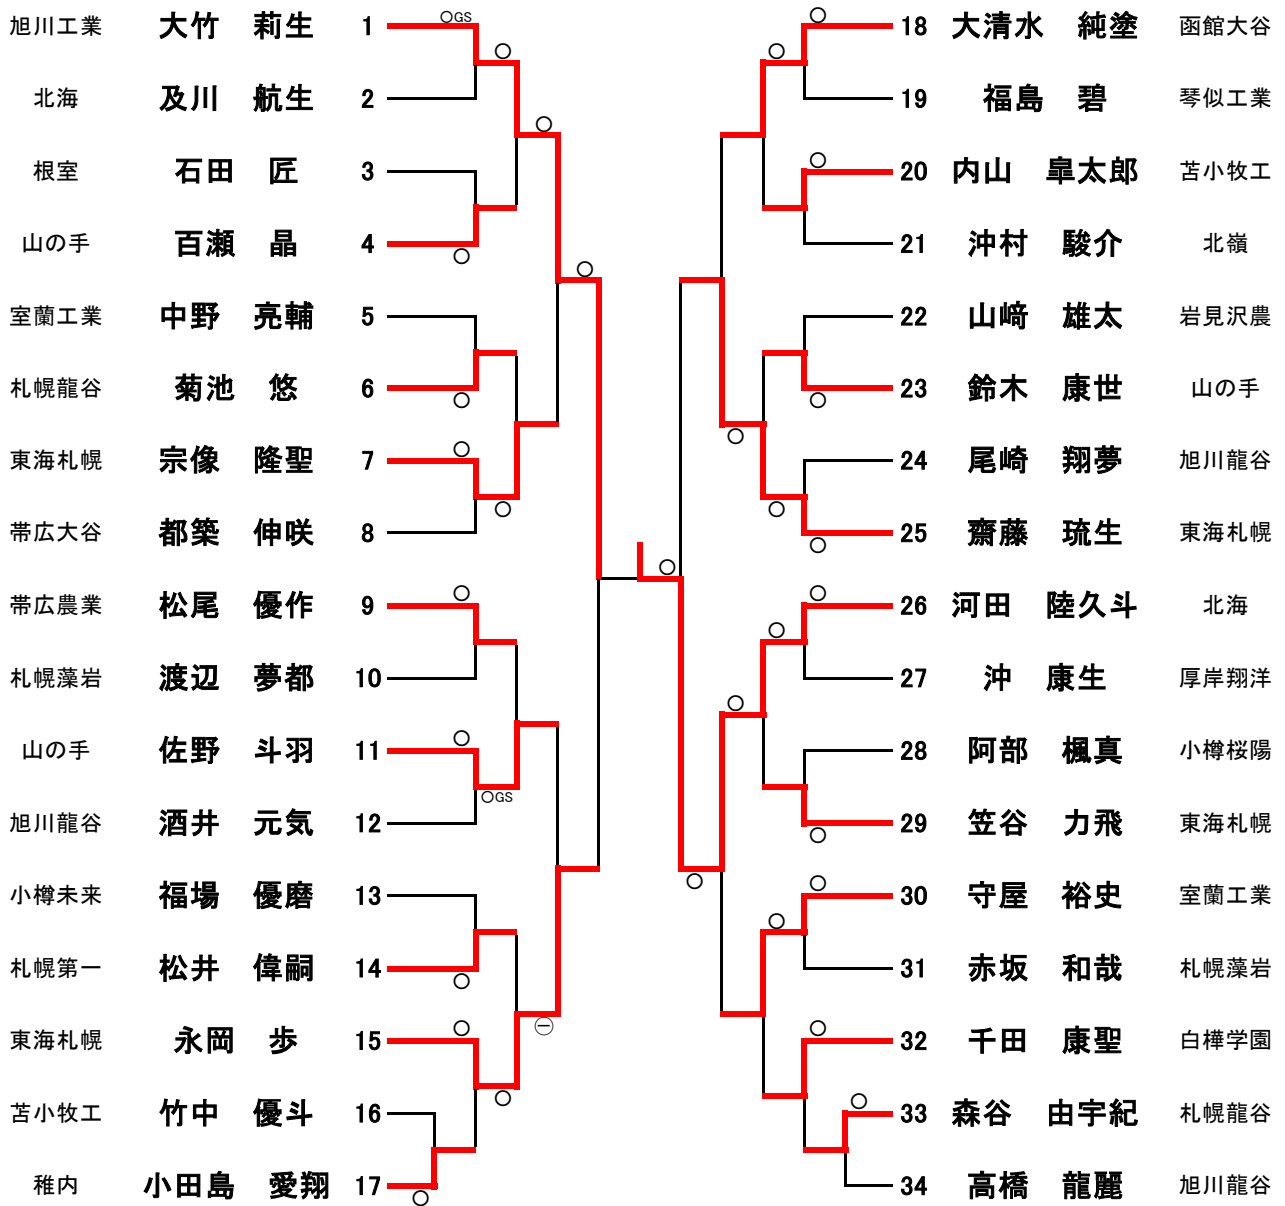 旭川工業 大竹 莉生 1 ○GS
北海 及川 航生 2
根室 石田 匠 3
山の手 百瀬 晶 4
室蘭工業 中野 亮輔 5
札幌龍谷 菊池 悠 6
東海札幌 宗像 隆聖 7
帯広大谷 都築 伸咲 8
帯広農業 松尾 優作 9
札幌藻岩 渡辺 夢都 10
山の手 佐野 斗羽 11
○GS
旭川龍谷 酒井 元気 12
小樽未来 福場 優磨 13
札幌第一 松井 偉嗣 14
東海札幌 永岡 歩 15
苫小牧工 竹中 優斗 16
稚内 小田島 愛翔 17
18 大清水 純塗 函館大谷
19 福島 碧 琴似工業
20 内山 皐太郎 苫小牧工
21 沖村 駿介 北嶺
22 山﨑 雄太 岩見沢農
23 鈴木 康世 山の手
24 尾崎 翔夢 旭川龍谷
25 齋藤 琉生 東海札幌
26 河田 陸久斗 北海
27 沖 康生 厚岸翔洋
28 阿部 楓真 小樽桜陽
29 笠谷 力飛 東海札幌
30 守屋 裕史 室蘭工業
31 赤坂 和哉 札幌藻岩
32 千田 康聖 白樺学園
33 森谷 由宇紀 札幌龍谷
34 高橋 龍麗 旭川龍谷